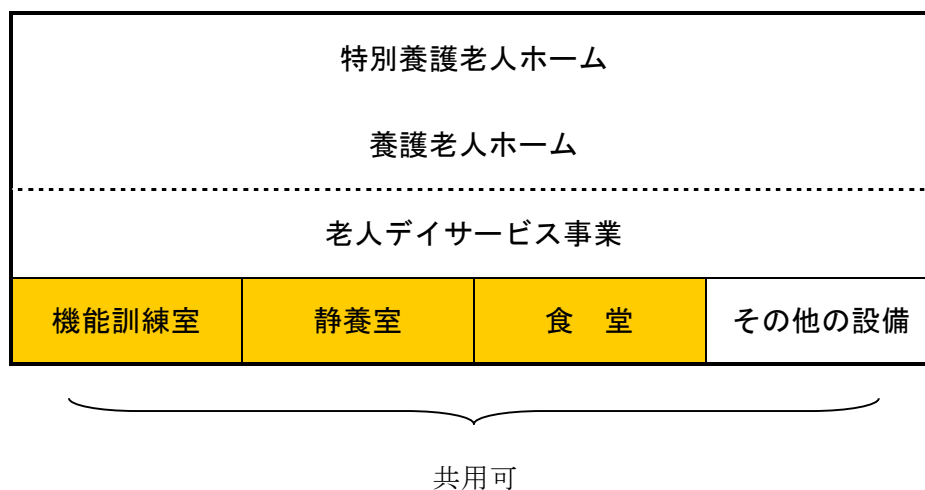 特別養護老人ホーム
養護老人ホーム
老人デイサービス事業
機能訓練室 静養室 食　堂 その他の設備
共用可